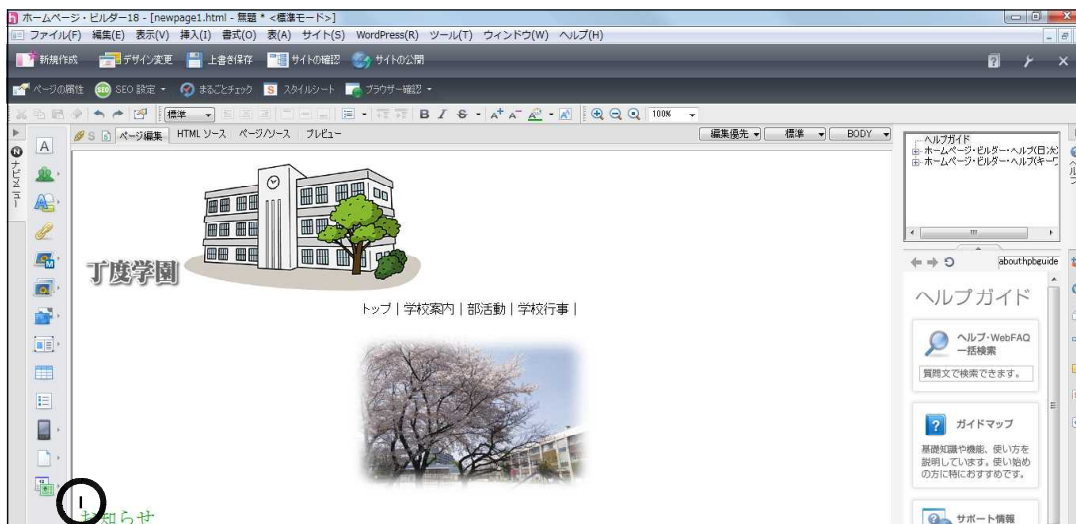 ホームページ・ビルダー18 - [newpage1.html - 無題 * <標準モード>]
ファイル(F) 編集(E) 表示(V) 挿入(I) 書式(O) 表(A) サイト(S) WordPress(R) ツール(T) ウィンドウ(W) ヘルプ(H)
新規作成 デザイン変更 上書き保存 サイトの確認 サイトの公開
ページの属性 SEO SEO 設定 まるごとチェック S スタイルシート ブラウザー確認
標準 B I S A+ A- A 100%
S ページ編集 HTML ソース ページ/ソース プレビュー 編集優先 標準 BODY
ナビメニュー
A
丁度学園
トップ | 学校案内 | 部活動 | 学校行事 |
お知らせ
ヘルプガイド
ホームページ・ビルダー・ヘルプ(目次
ホームページ・ビルダー・ヘルプ(キーワ
about:hpbguide
ヘルプガイド
ヘルプ・WebFAQ
一括検索
質問文で検索できます。
ガイドマップ
基礎知識や機能、使い方を
説明しています。使い始め
の方に特におすすめです。
サポート情報